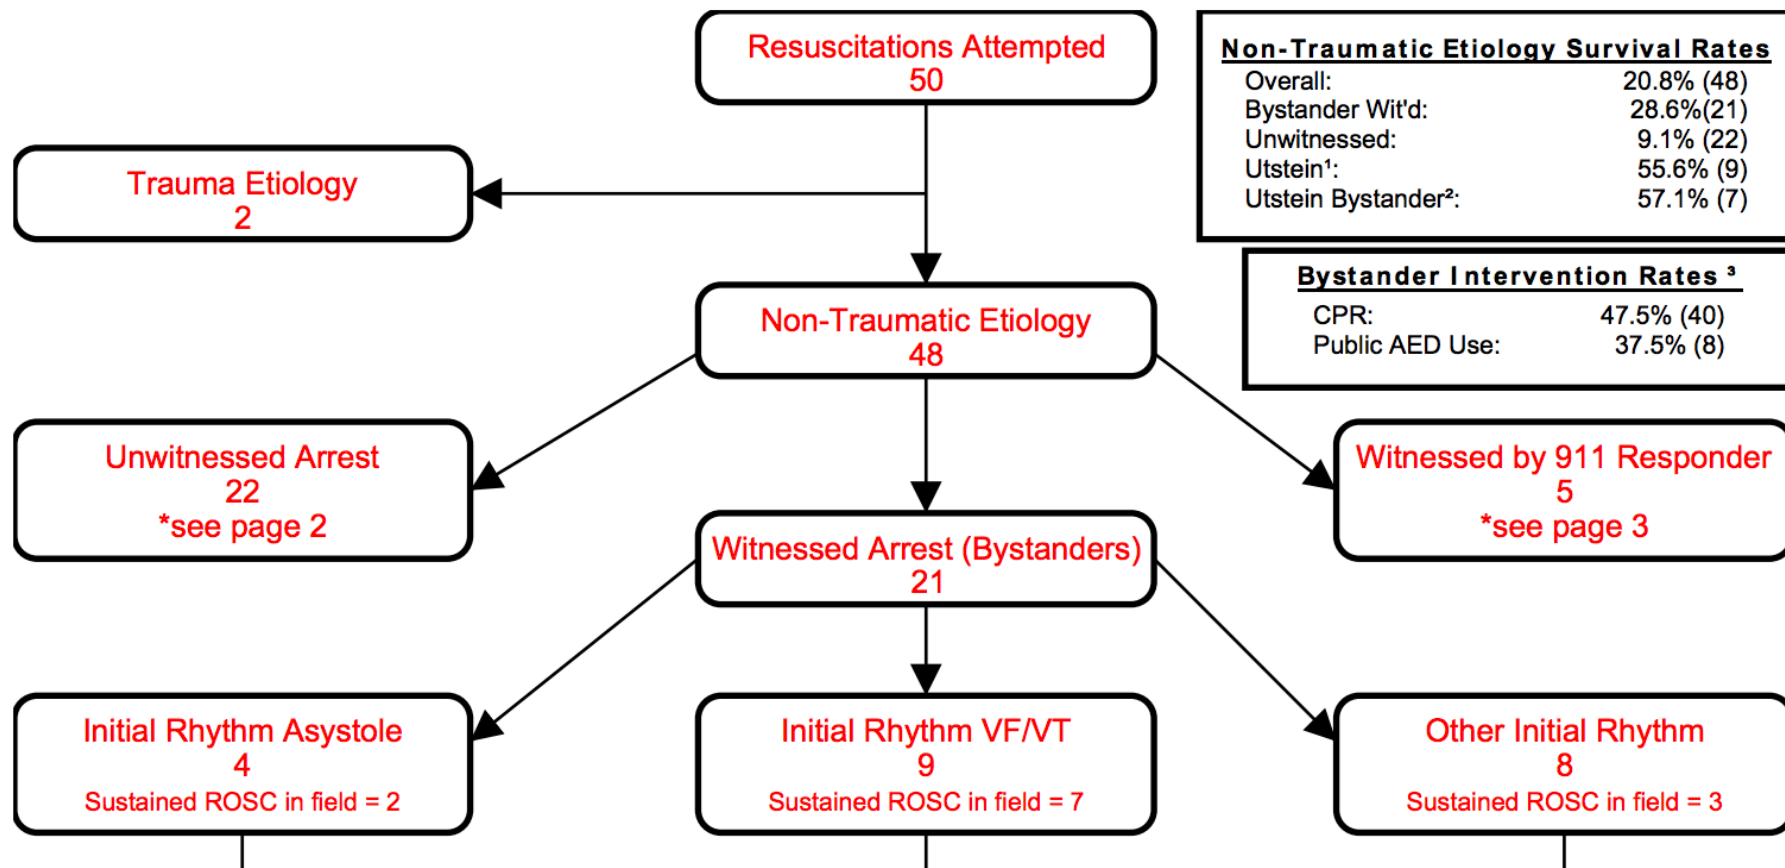 Resuscitations Attempted
50
Non-Traumatic Etiology Survival Rates
Overall: 20.8% (48)
Bystander Wit'd: 28.6%(21)
Unwitnessed: 9.1% (22)
Utstein¹: 55.6% (9)
Utstein Bystander²: 57.1% (7)
Trauma Etiology
2
Bystander Intervention Rates ³
CPR: 47.5% (40)
Public AED Use: 37.5% (8)
Non-Traumatic Etiology
48
Unwitnessed Arrest
22
*see page 2
Witnessed Arrest (Bystanders)
21
Witnessed by 911 Responder
5
*see page 3
Initial Rhythm Asystole
4
Sustained ROSC in field = 2
Initial Rhythm VF/VT
9
Sustained ROSC in field = 7
Other Initial Rhythm
8
Sustained ROSC in field = 3